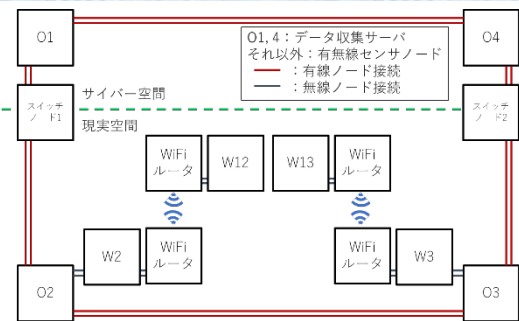 O1
O4
O1, 4：データ収集サーバ
それ以外：有無線センサノード
：有線ノード接続
：無線ノード接続
スイッチ
ノード1
サイバー空間
現実空間
スイッチ
ノード2
WiFi
ルータ
W12
W13
WiFi
ルータ
W2
WiFi
ルータ
WiFi
ルータ
W3
O2
O3